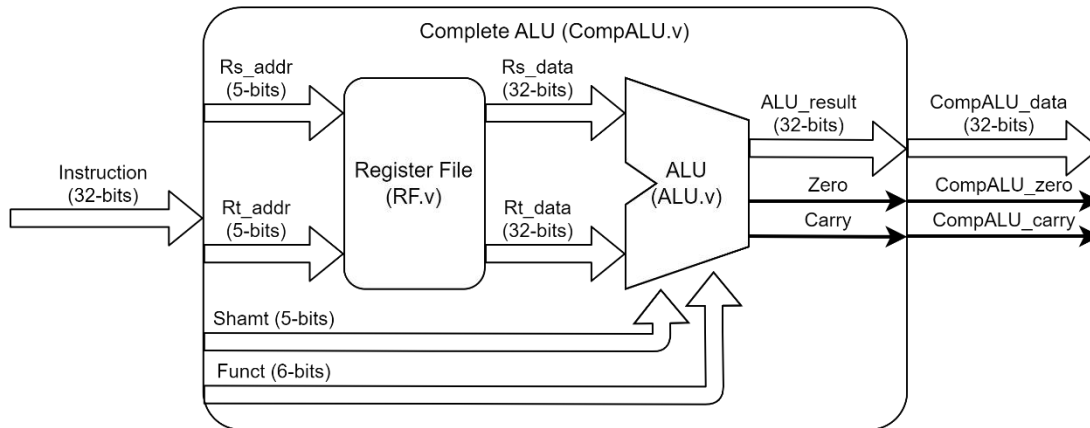 Complete ALU (CompALU.v)
Rs_addr
(5-bits)
Rs_data
(32-bits)
ALU_result
(32-bits)
CompALU_data
(32-bits)
Instruction
(32-bits)
Register File
(RF.v)
ALU
(ALU.v)
Zero
CompALU_zero
Rt_addr
(5-bits)
Rt_data
(32-bits)
Carry
CompALU_carry
Shamt (5-bits)
Funct (6-bits)